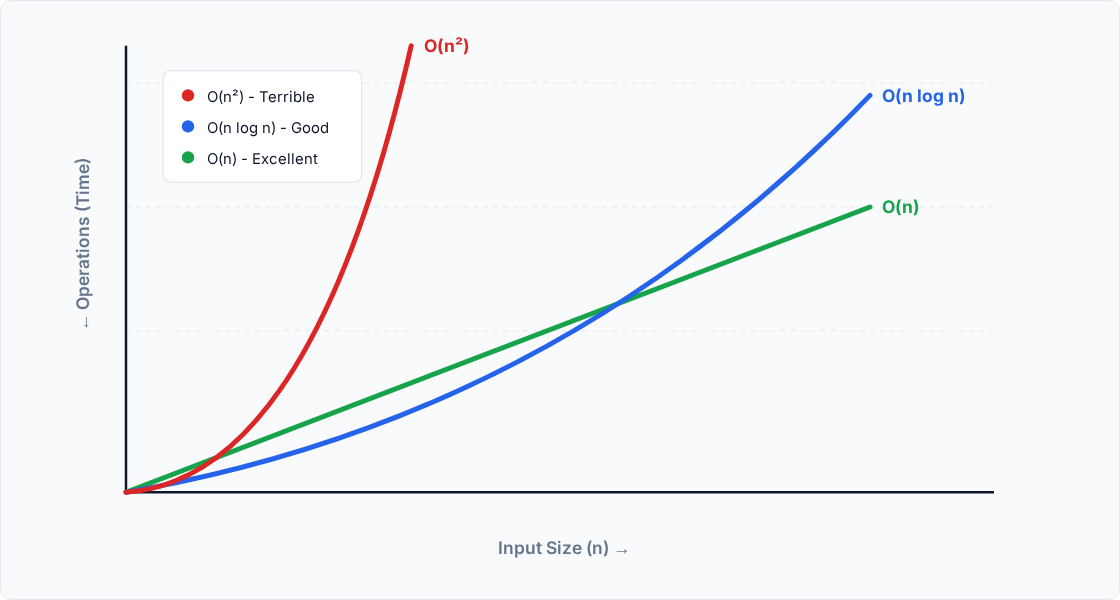 O(n²)
O(n²) - Terrible
O(n log n) - Good
O(n) - Excellent
O(n log n)
O(n)
← Operations (Time)
Input Size (n) →